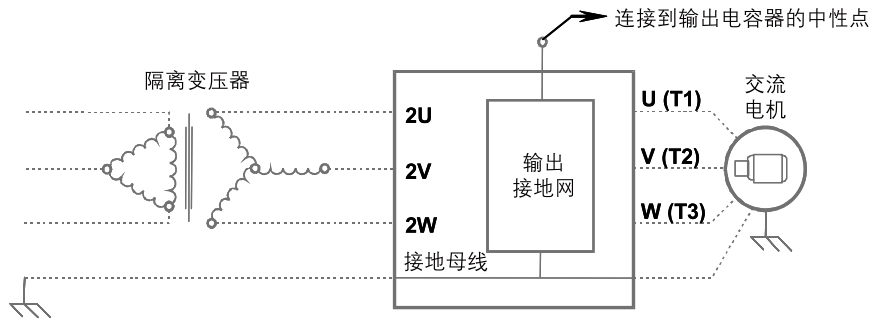 连接到输出电容器的中性点
隔离变压器
交流
电机
2U
U (T1)
2V
输出
接地网
V (T2)
2W
W (T3)
接地母线